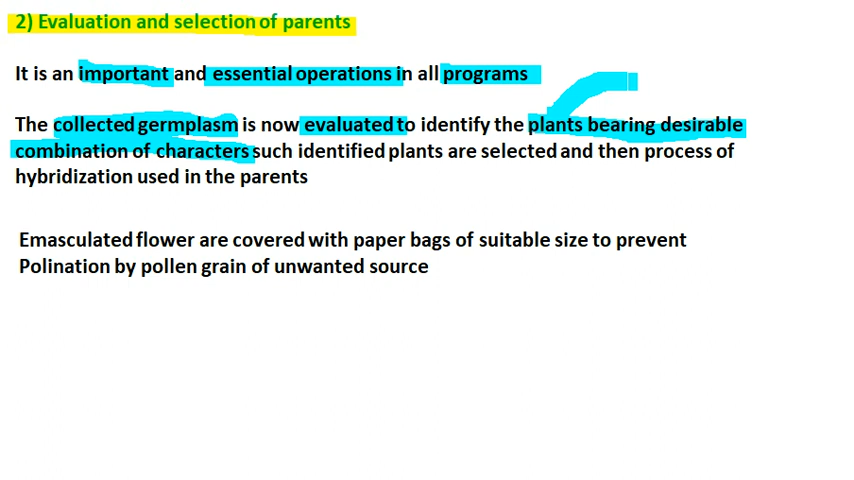 2) Evaluation and selection of parents
It is an important and essential operations in all programs
The collected germplasm is now evaluated to identify the plants bearing desirable
combination of characters such identified plants are selected and then process of
hybridization used in the parents
Emasculated flower are covered with paper bags of suitable size to prevent
Polination by pollen grain of unwanted source